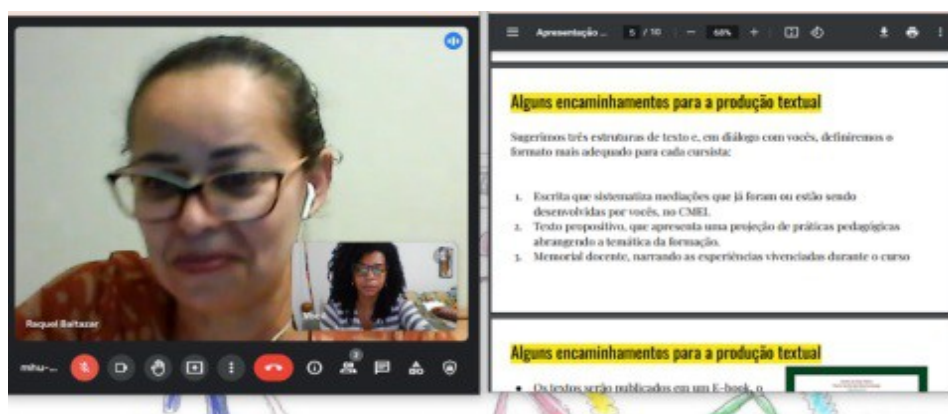 Raquel Baltazar
mhu-...
3
Apresentação ...
5 / 10
68%
Alguns encaminhamentos para a produção textual
Sugerimos três estruturas de texto e, em diálogo com vocês, definiremos o
formato mais adequado para cada cursista:
1. Escrita que sistematiza mediações que já foram ou estão sendo
desenvolvidas por vocês, no CMEI.
2. Texto propositivo, que apresenta uma projeção de práticas pedagógicas
abrangendo a temática da formação.
3. Memorial docente, narrando as experiências vivenciadas durante o curso
Alguns encaminhamentos para a produção textual
• Os textos serão publicados em um E-book, o